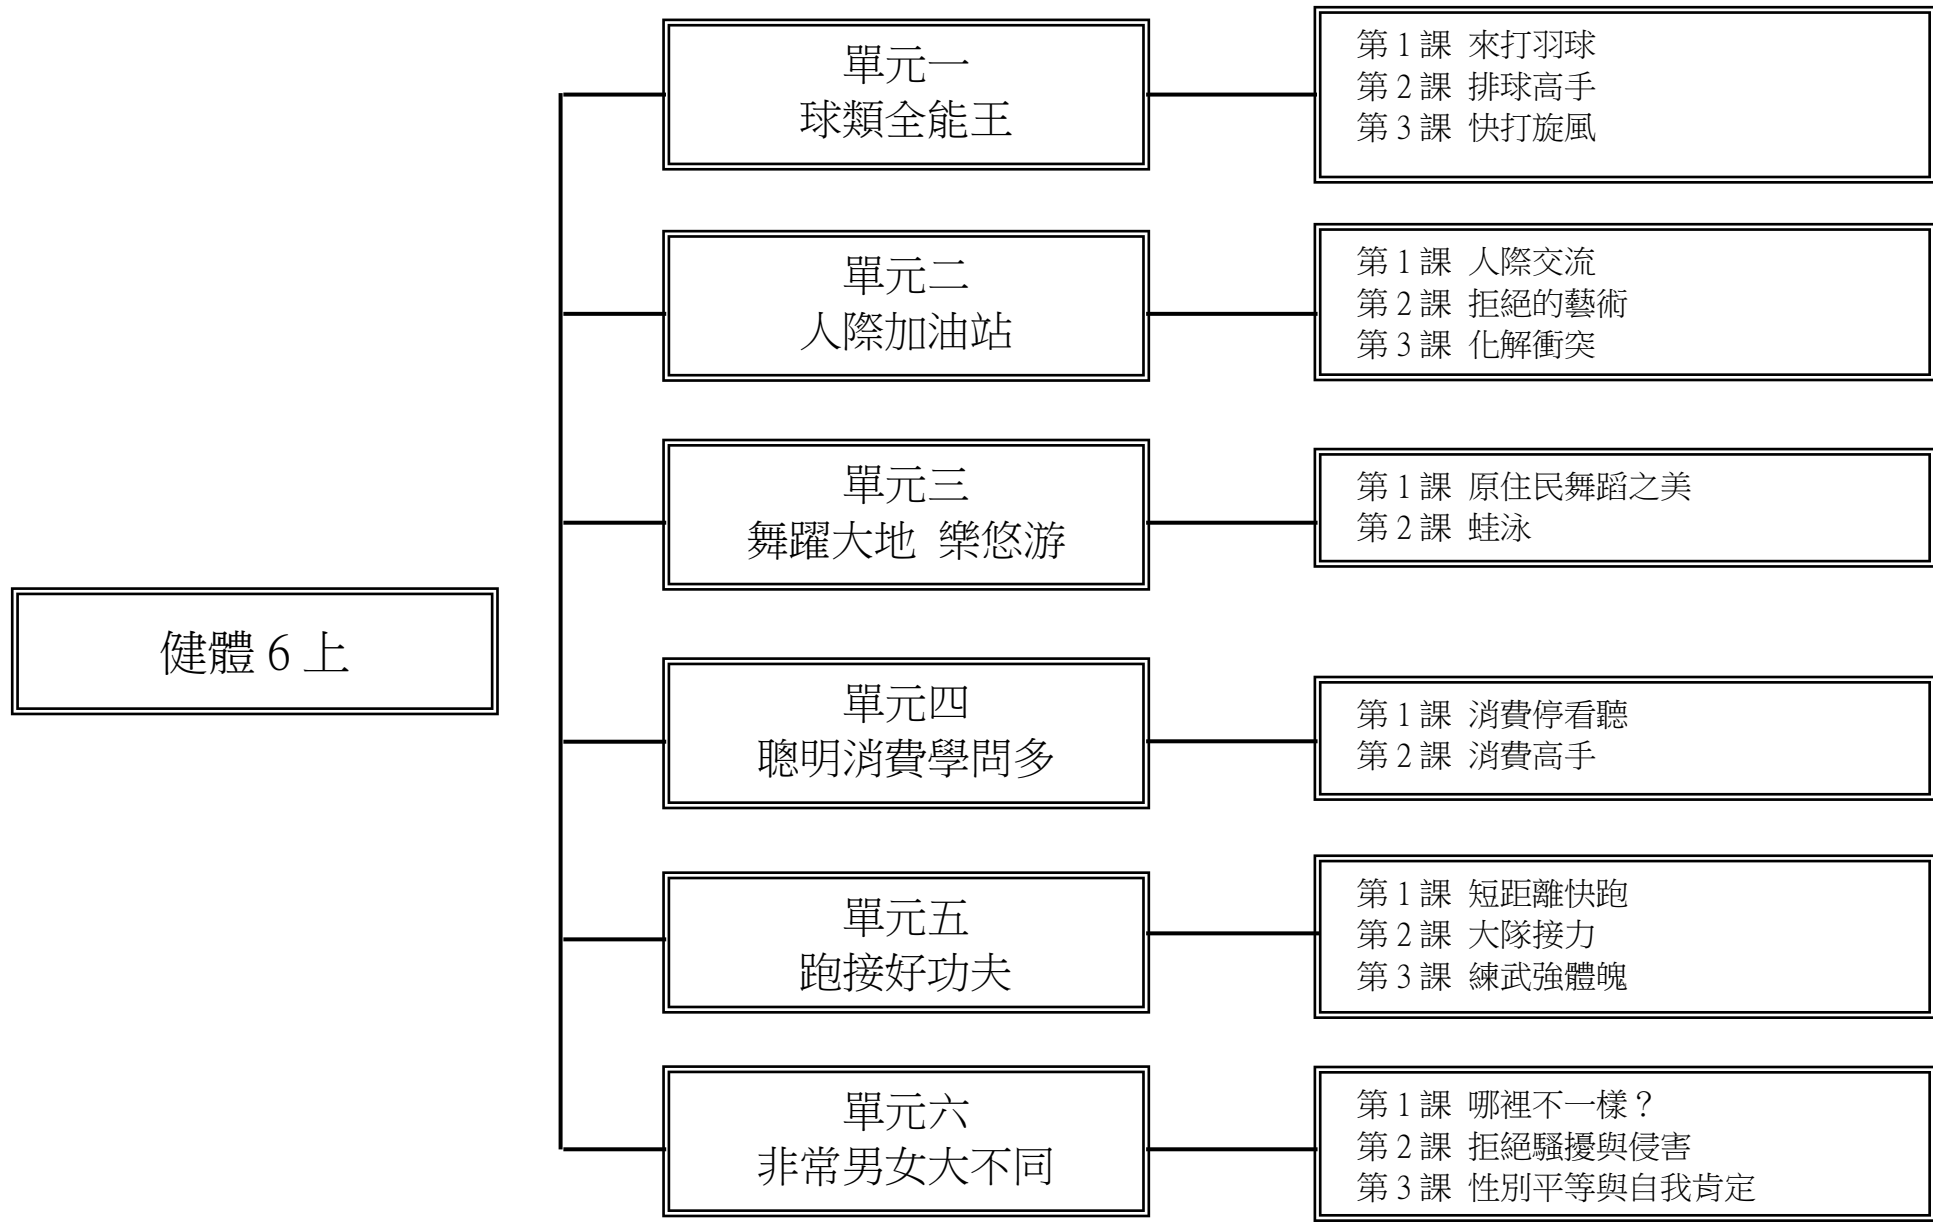 健體6上
單元一
球類全能王
第1課 來打羽球
第2課 排球高手
第3課 快打旋風
單元二
人際加油站
第1課 人際交流
第2課 拒絕的藝術
第3課 化解衝突
單元三
舞躍大地 樂悠游
第1課 原住民舞蹈之美
第2課 蛙泳
單元四
聰明消費學問多
第1課 消費停看聽
第2課 消費高手
單元五
跑接好功夫
第1課 短距離快跑
第2課 大隊接力
第3課 練武強體魄
單元六
非常男女大不同
第1課 哪裡不一樣？
第2課 拒絕騷擾與侵害
第3課 性別平等與自我肯定